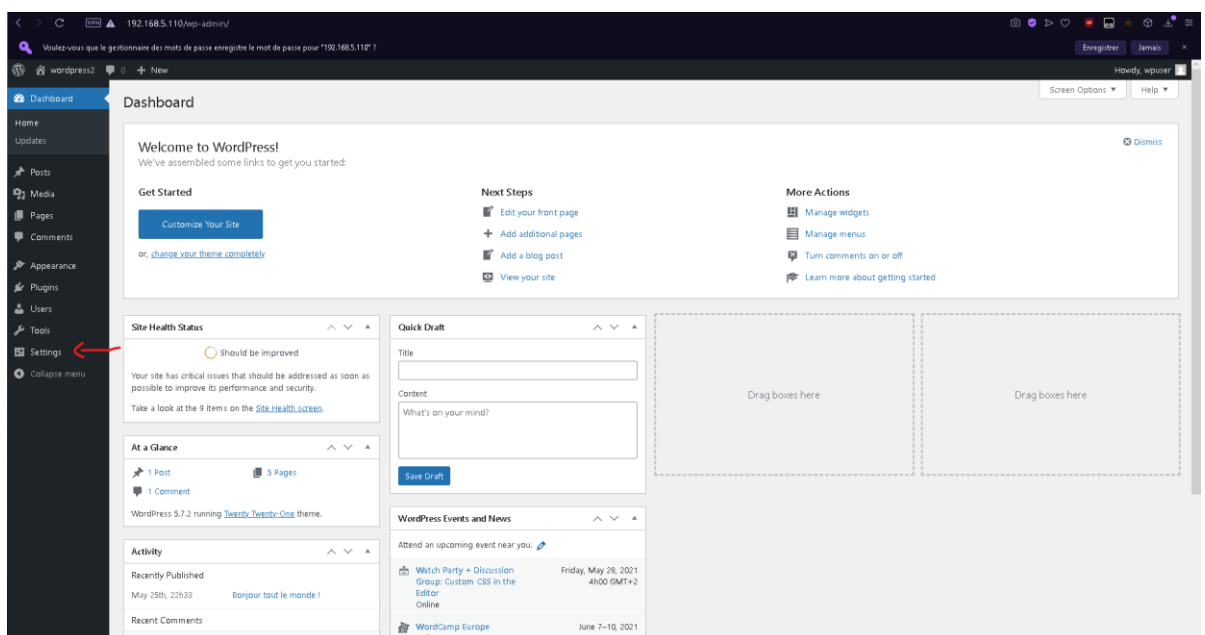 VPN 192.168.5.110/wp-admin/
Voulez-vous que le gestionnaire des mots de passe enregistre le mot de passe pour "192.168.5.110" ?
Enregistrer Jamais
wordpress2 0 + New
Howdy, wpuser
Dashboard
Home
Updates
Posts
Media
Pages
Comments
Appearance
Plugins
Users
Tools
Settings
Collapse menu
Dashboard
Screen Options ▼ Help ▼
Welcome to WordPress!
We've assembled some links to get you started:
Dismiss
Get Started
Customize Your Site
or, change your theme completely
Next Steps
Edit your front page
Add additional pages
Add a blog post
View your site
More Actions
Manage widgets
Manage menus
Turn comments on or off
Learn more about getting started
Site Health Status
Should be improved
Your site has critical issues that should be addressed as soon as
possible to improve its performance and security.
Take a look at the 9 items on the Site Health screen.
At a Glance
1 Post 5 Pages
1 Comment
WordPress 5.7.2 running Twenty Twenty-One theme.
Activity
Recently Published
May 25th, 22h33 Bonjour tout le monde !
Recent Comments
Quick Draft
Title
Content
What's on your mind?
Save Draft
WordPress Events and News
Attend an upcoming event near you.
Watch Party + Discussion
Group: Custom CSS in the
Editor
Online
Friday, May 28, 2021
4h00 GMT+2
WordCamp Europe
June 7–10, 2021
Drag boxes here
Drag boxes here